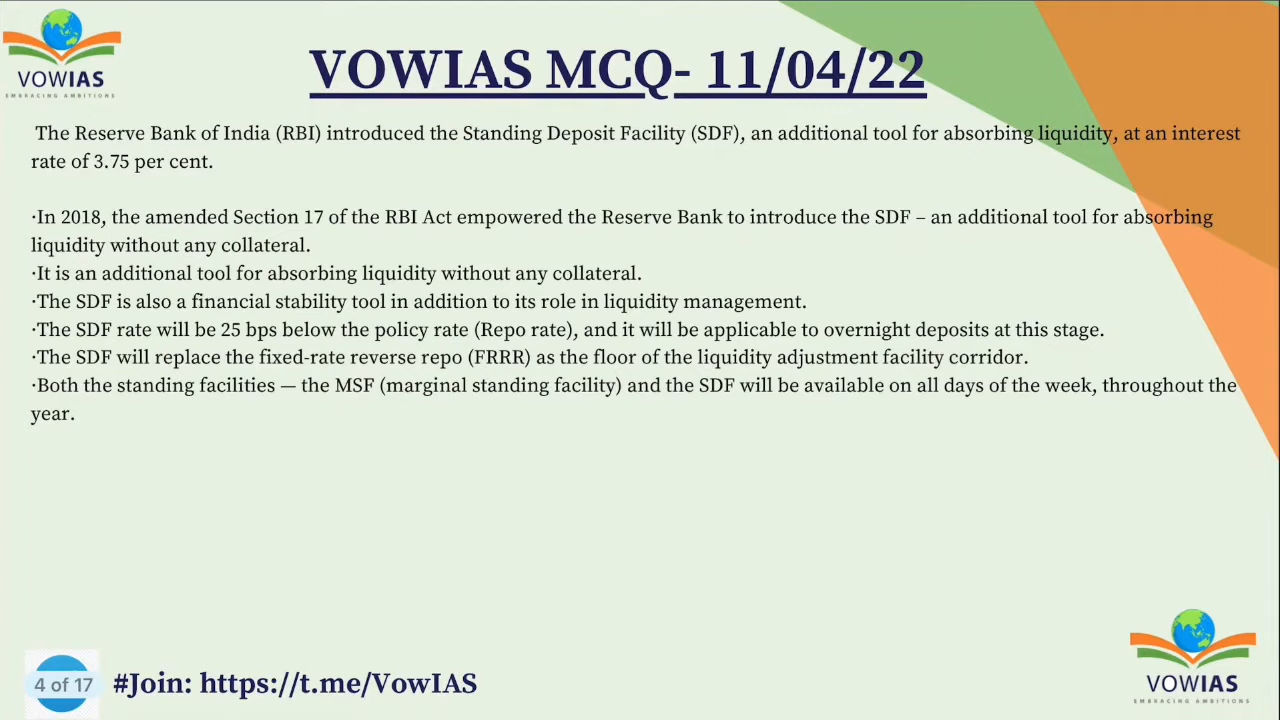 VOWIAS
EMBRACING AMBITIONS
VOWIAS MCQ- 11/04/22
The Reserve Bank of India (RBI) introduced the Standing Deposit Facility (SDF), an additional tool for absorbing liquidity, at an interest
rate of 3.75 per cent.
·In 2018, the amended Section 17 of the RBI Act empowered the Reserve Bank to introduce the SDF – an additional tool for absorbing
liquidity without any collateral.
·It is an additional tool for absorbing liquidity without any collateral.
·The SDF is also a financial stability tool in addition to its role in liquidity management.
·The SDF rate will be 25 bps below the policy rate (Repo rate), and it will be applicable to overnight deposits at this stage.
·The SDF will replace the fixed-rate reverse repo (FRRR) as the floor of the liquidity adjustment facility corridor.
·Both the standing facilities — the MSF (marginal standing facility) and the SDF will be available on all days of the week, throughout the
year.
4 of 17
#Join: https://t.me/VowIAS
VOWIAS
EMBRACING AMBITIONS